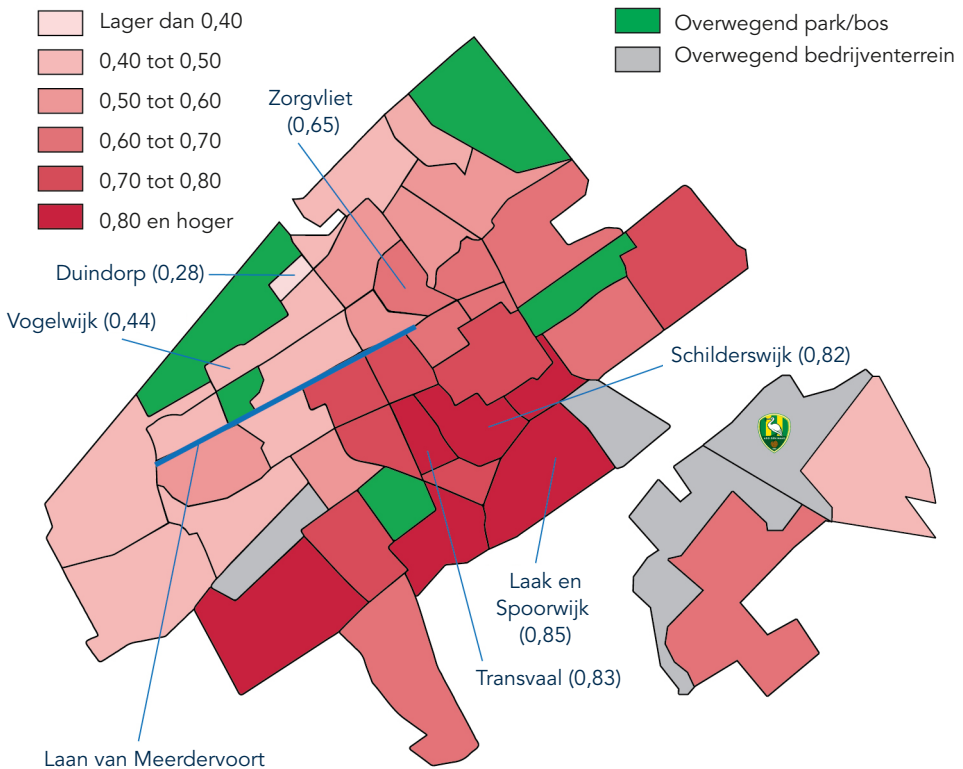 Lager dan 0,40
0,40 tot 0,50
0,50 tot 0,60
0,60 tot 0,70
0,70 tot 0,80
0,80 en hoger
Overwegend park/bos
Overwegend bedrijventerrein
Zorgvliet
(0,65)
Duindorp (0,28)
Vogelwijk (0,44)
Schilderswijk (0,82)
Laak en
Spoorwijk
(0,85)
Transvaal (0,83)
Laan van Meerdervoort